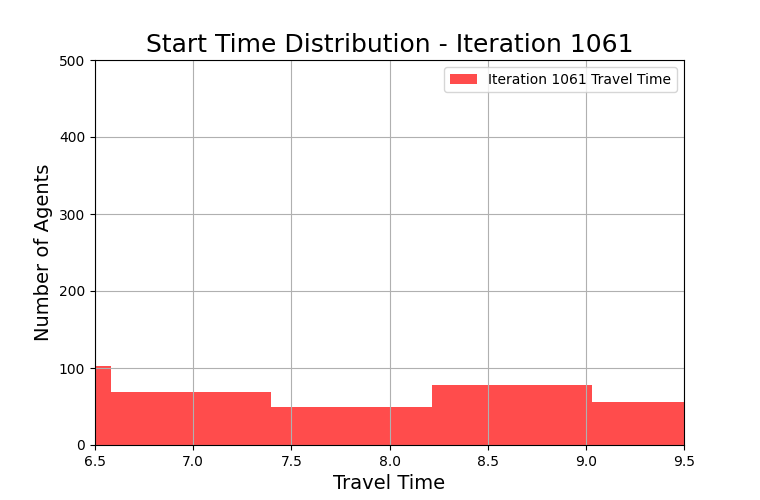 Start Time Distribution - Iteration 1061
Iteration 1061 Travel Time
Number of Agents
500
400
300
200
100
0
6.5 7.0 7.5 8.0 8.5 9.0 9.5
Travel Time